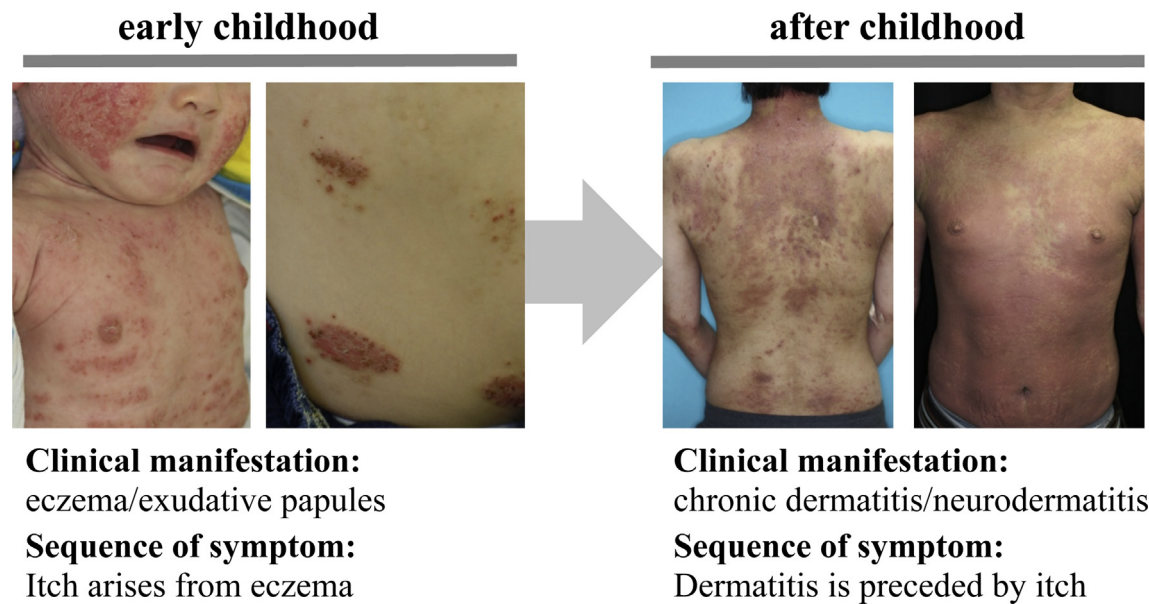 early childhood
after childhood
Clinical manifestation:
eczema/exudative papules
Sequence of symptom:
Itch arises from eczema
Clinical manifestation:
chronic dermatitis/neurodermatitis
Sequence of symptom:
Dermatitis is preceded by itch